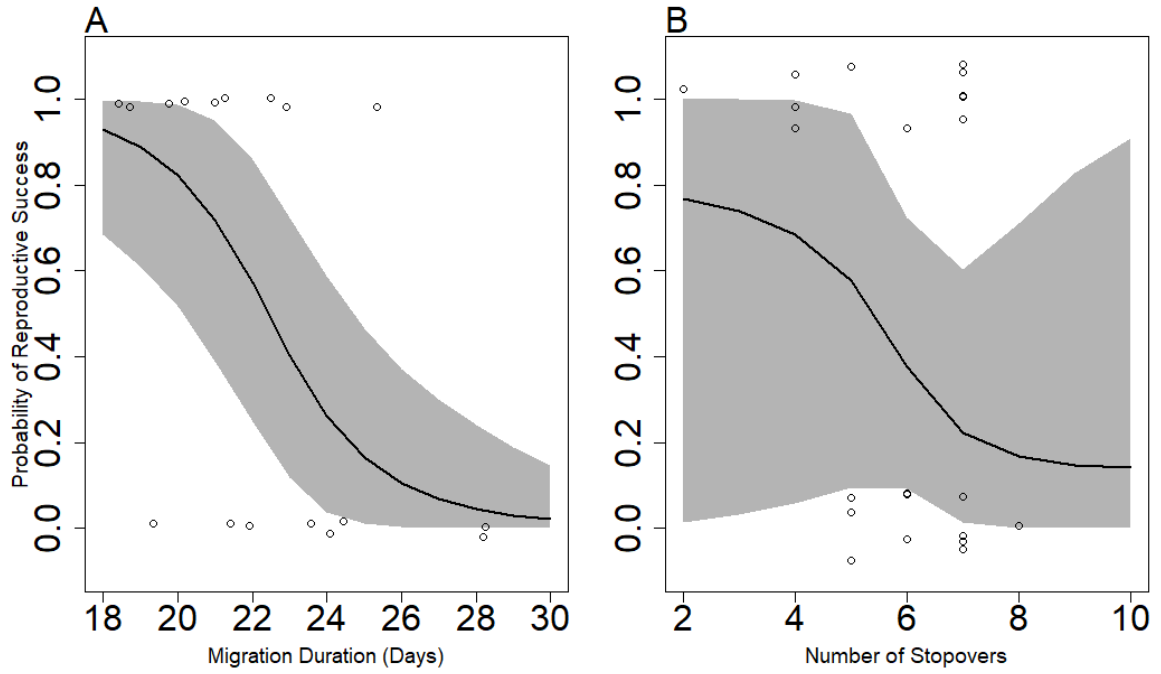 A
Probability of Reproductive Success
1.0
0.8
0.6
0.4
0.2
0.0
18 20 22 24 26 28 30
Migration Duration (Days)
B
1.0
0.8
0.6
0.4
0.2
0.0
2 4 6 8 10
Number of Stopovers